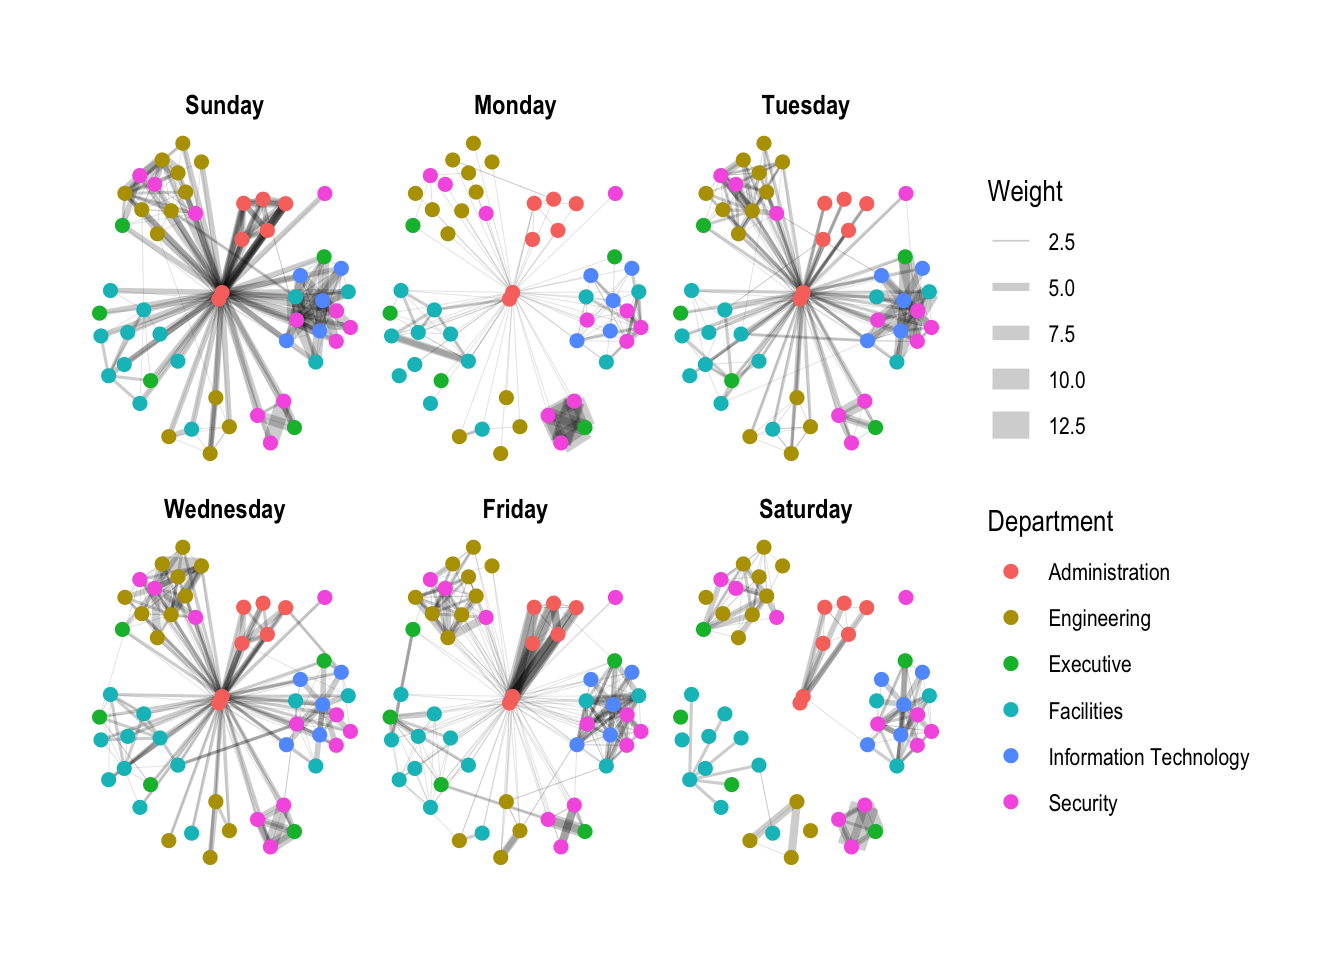 Sunday
Monday
Tuesday
Wednesday
Friday
Saturday
Weight
2.5
5.0
7.5
10.0
12.5
Department
Administration
Engineering
Executive
Facilities
Information Technology
Security